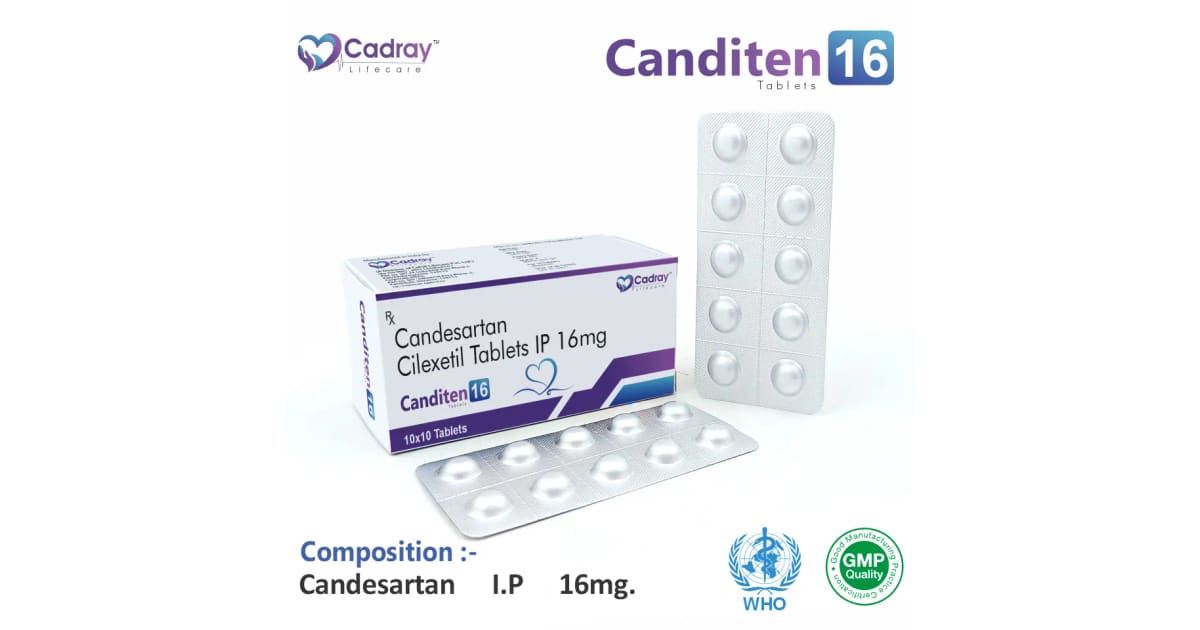 Cadray™
Lifecare
Canditen 16
Tablets
Cadray
Cadray
Lifecare
Rx
Candesartan
Cilexetil Tablets IP 16mg
Canditen 16
Tablets
10x10 Tablets
Canditen 16
Composition :-
Candesartan I.P 16mg.
WHO
Good Manufacturing
Practice Certification
GMP
Quality